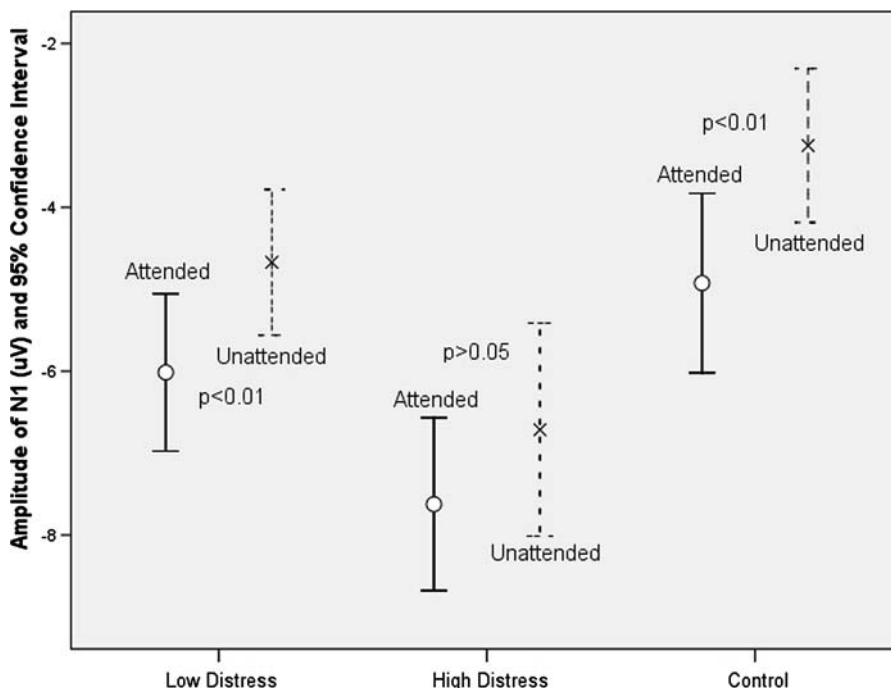 Amplitude of N1 (uV) and 95% Confidence Interval
-2
-4
-6
-8
Attended
Unattended
p<0.01
Attended
p>0.05
Unattended
p<0.01
Attended
Unattended
Low Distress
High Distress
Control